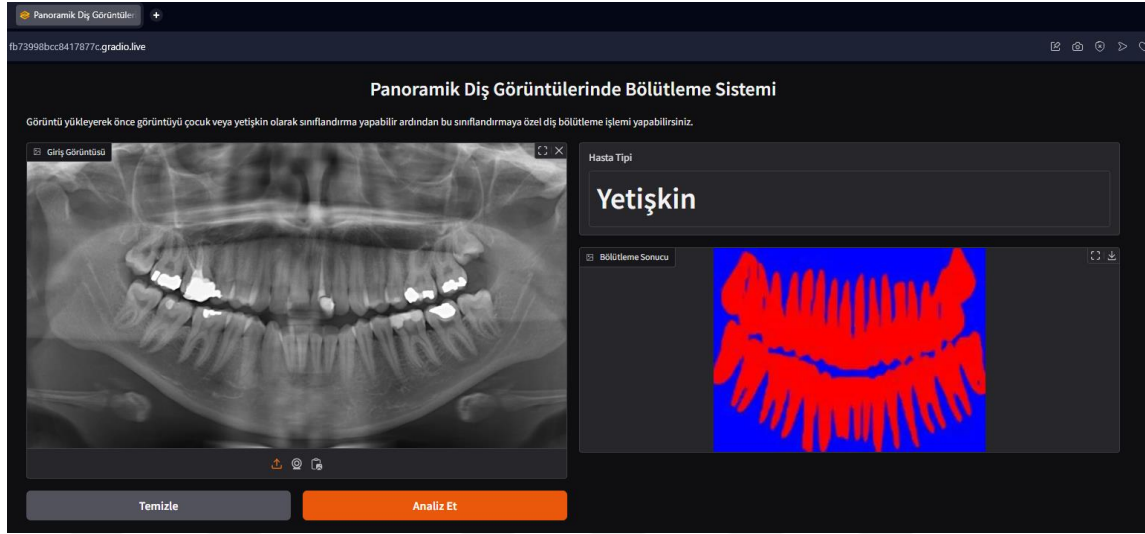 Panoramik Diş Görüntüler
fb73998bcc8417877c.gradio.live
Panoramik Diş Görüntülerinde Bölütleme Sistemi
Görüntü yükleyerek önce görüntüyü çocuk veya yetişkin olarak sınıflandırma yapabilir ardından bu sınıflandırmaya özel diş bölütleme işlemi yapabilirsiniz.
Giriş Görüntüsü
Hasta Tipi
Yetişkin
Bölütleme Sonucu
Temizle
Analiz Et